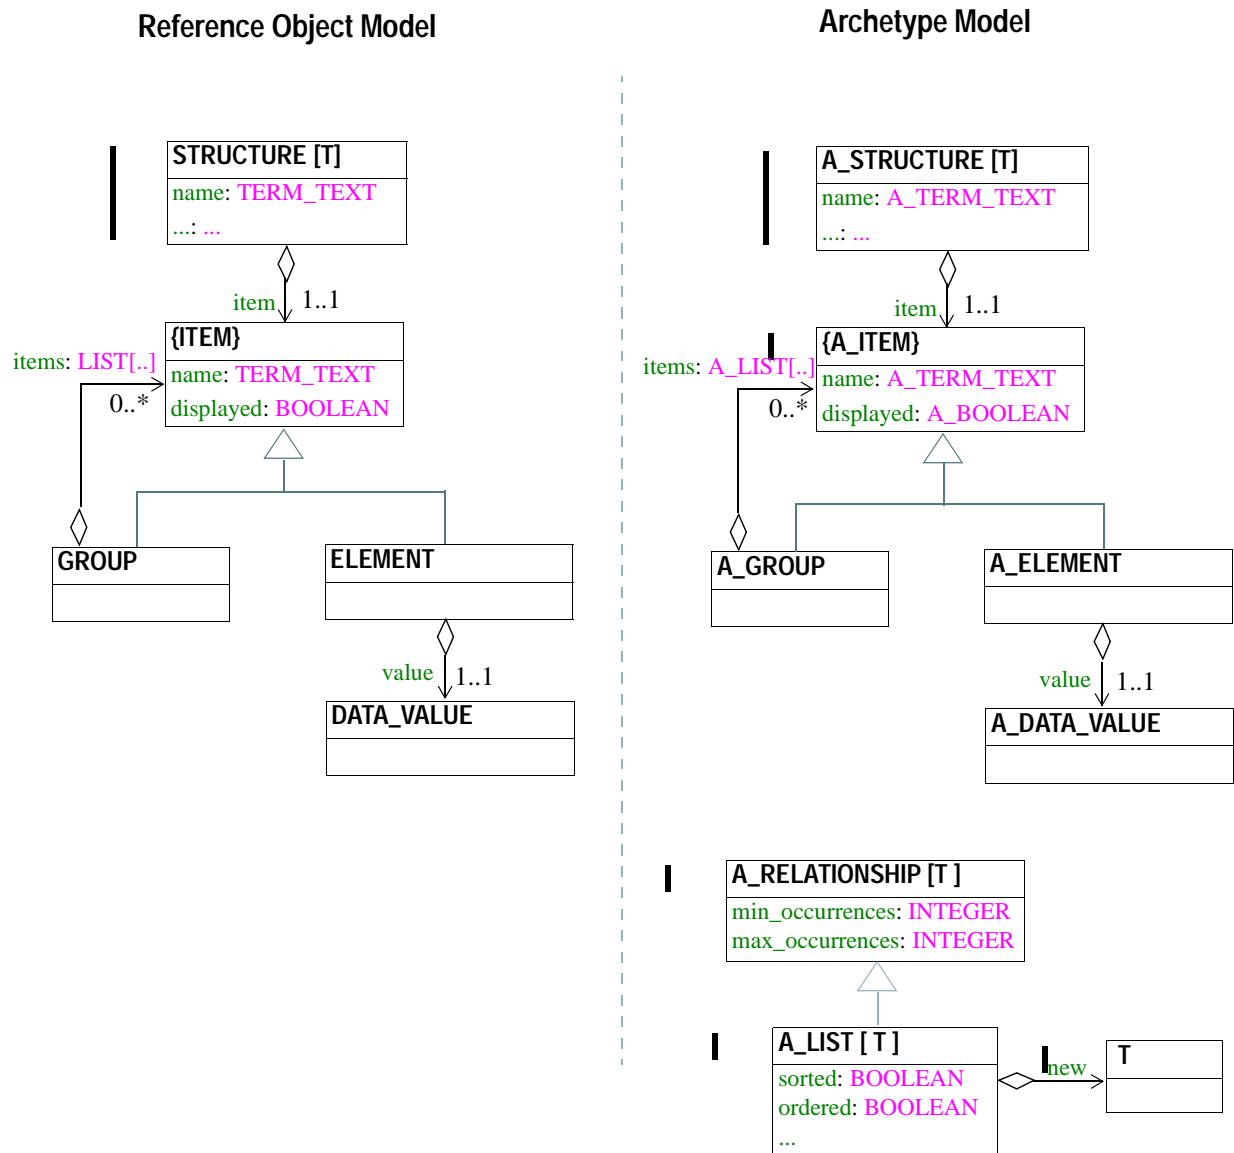 Reference Object Model
Archetype Model
STRUCTURE [T]
name: TERM_TEXT
...: ...
item
1..1
{ITEM}
name: TERM_TEXT
displayed: BOOLEAN
items: LIST[..]
0..*
GROUP
ELEMENT
value
1..1
DATA_VALUE
A_STRUCTURE [T]
name: A_TERM_TEXT
...: ...
item
1..1
{A_ITEM}
name: A_TERM_TEXT
displayed: A_BOOLEAN
items: A_LIST[..]
0..*
A_GROUP
A_ELEMENT
value
1..1
A_DATA_VALUE
A_RELATIONSHIP [T ]
min_occurrences: INTEGER
max_occurrences: INTEGER
A_LIST [ T ]
sorted: BOOLEAN
ordered: BOOLEAN
...
new
T